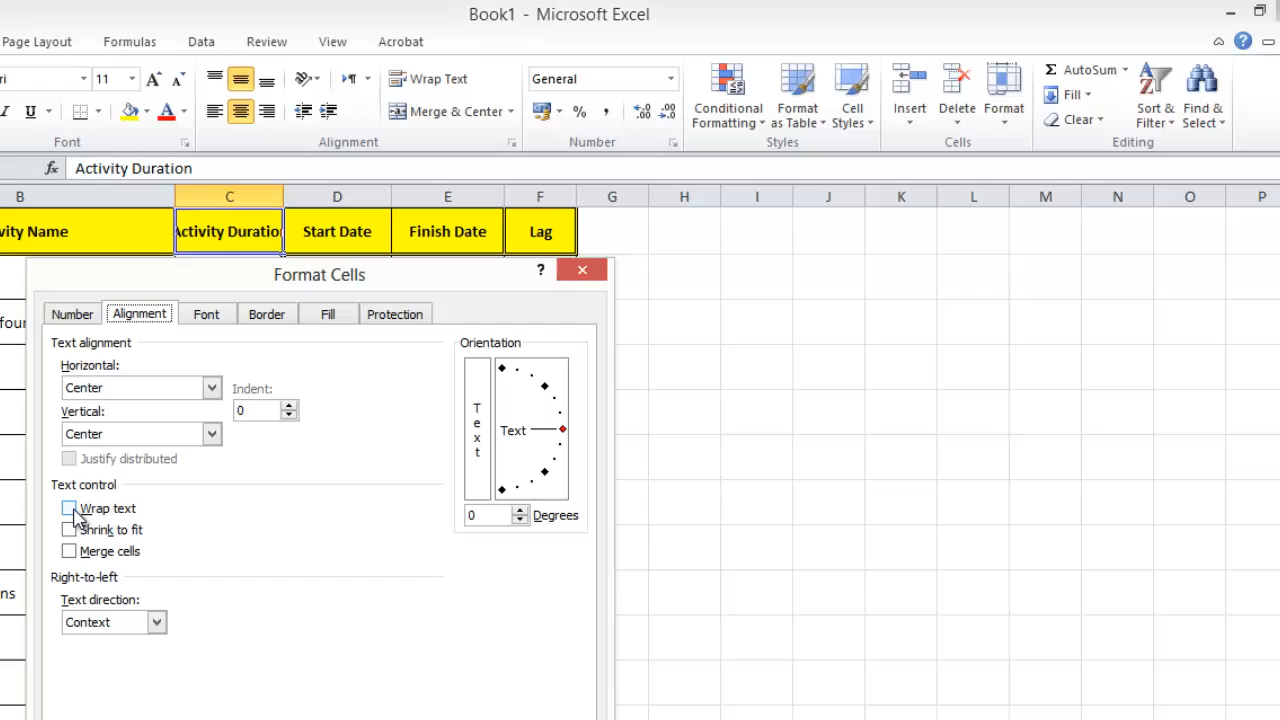 Book1 - Microsoft Excel
Page Layout Formulas Data Review View Acrobat
11 Wrap Text General AutoSum
Merge & Center Conditional Formatting Format as Table Cell Styles Insert Delete Format Fill Clear Sort & Filter Find & Select
Font Alignment Number Styles Cells Editing
fx Activity Duration
B C D E F G H I J K L M N O P
Activity Duration Start Date Finish Date Lag
Name
Format Cells
Number Alignment Font Border Fill Protection
Text alignment Orientation
Horizontal:
Center Indent:
Vertical: 0
Center
Justify distributed
Text
Text
Text control
Wrap text
0 Degrees
Shrink to fit
Merge cells
Right-to-left
Text direction:
Context